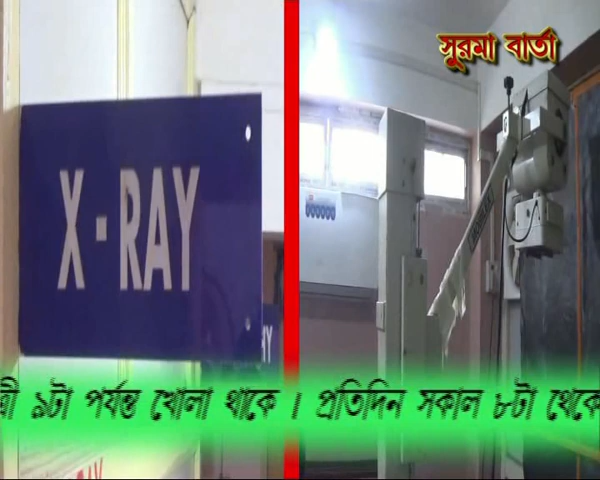 সুরমা বার্তা
X-RAY
৯টা পর্যন্ত খোলা থাকে । প্রতিদিন সকাল ৮টা থেকে